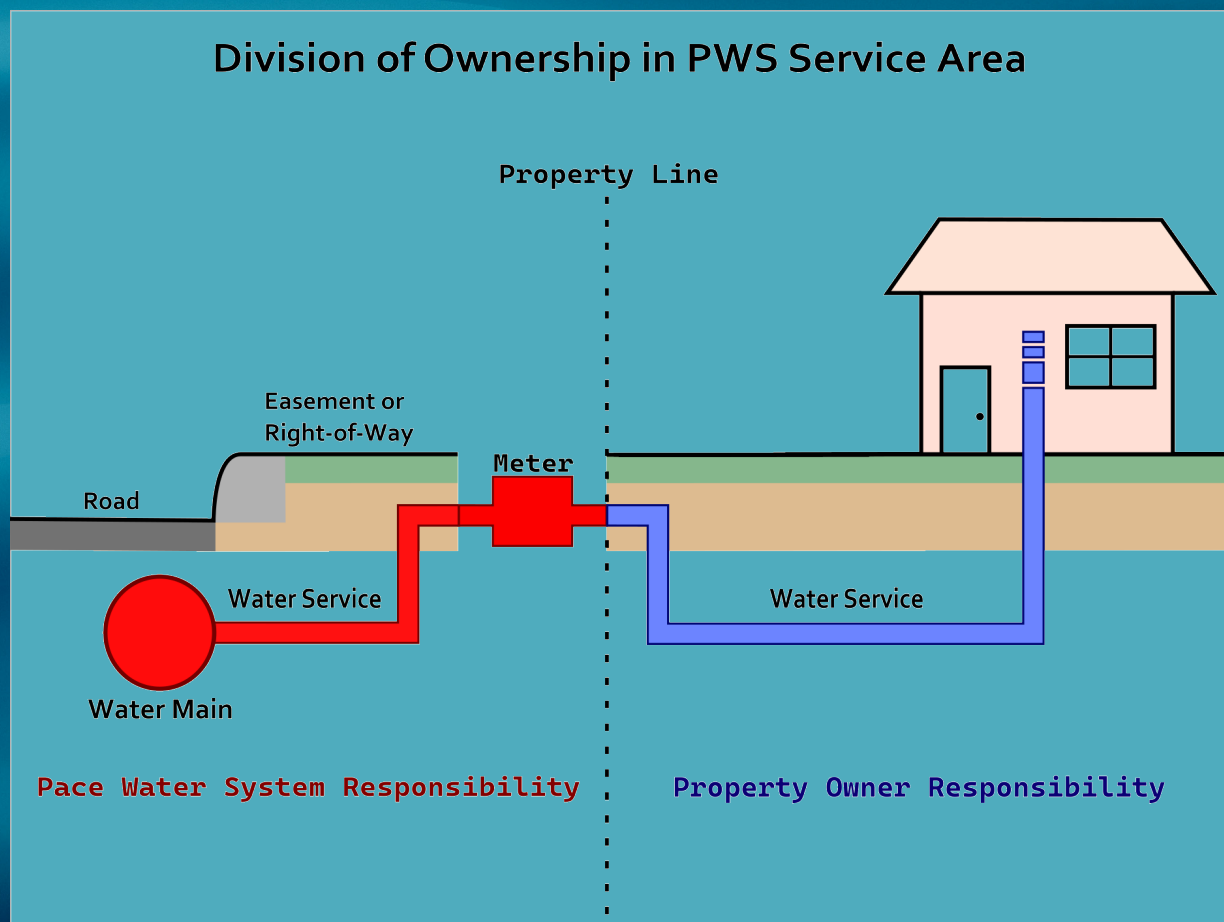 Division of Ownership in PWS Service Area
Property Line
Easement or
Right-of-Way
Meter
Road
Water Service
Water Service
Water Main
Pace Water System Responsibility
Property Owner Responsibility